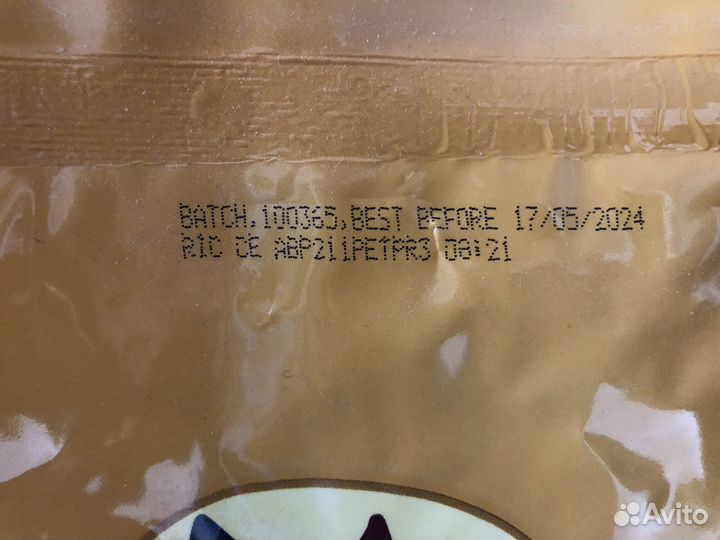 BATCH.100365.BEST BEFORE 17/05/2024
RIC CE ABP211PETPR3 08:21
Avito